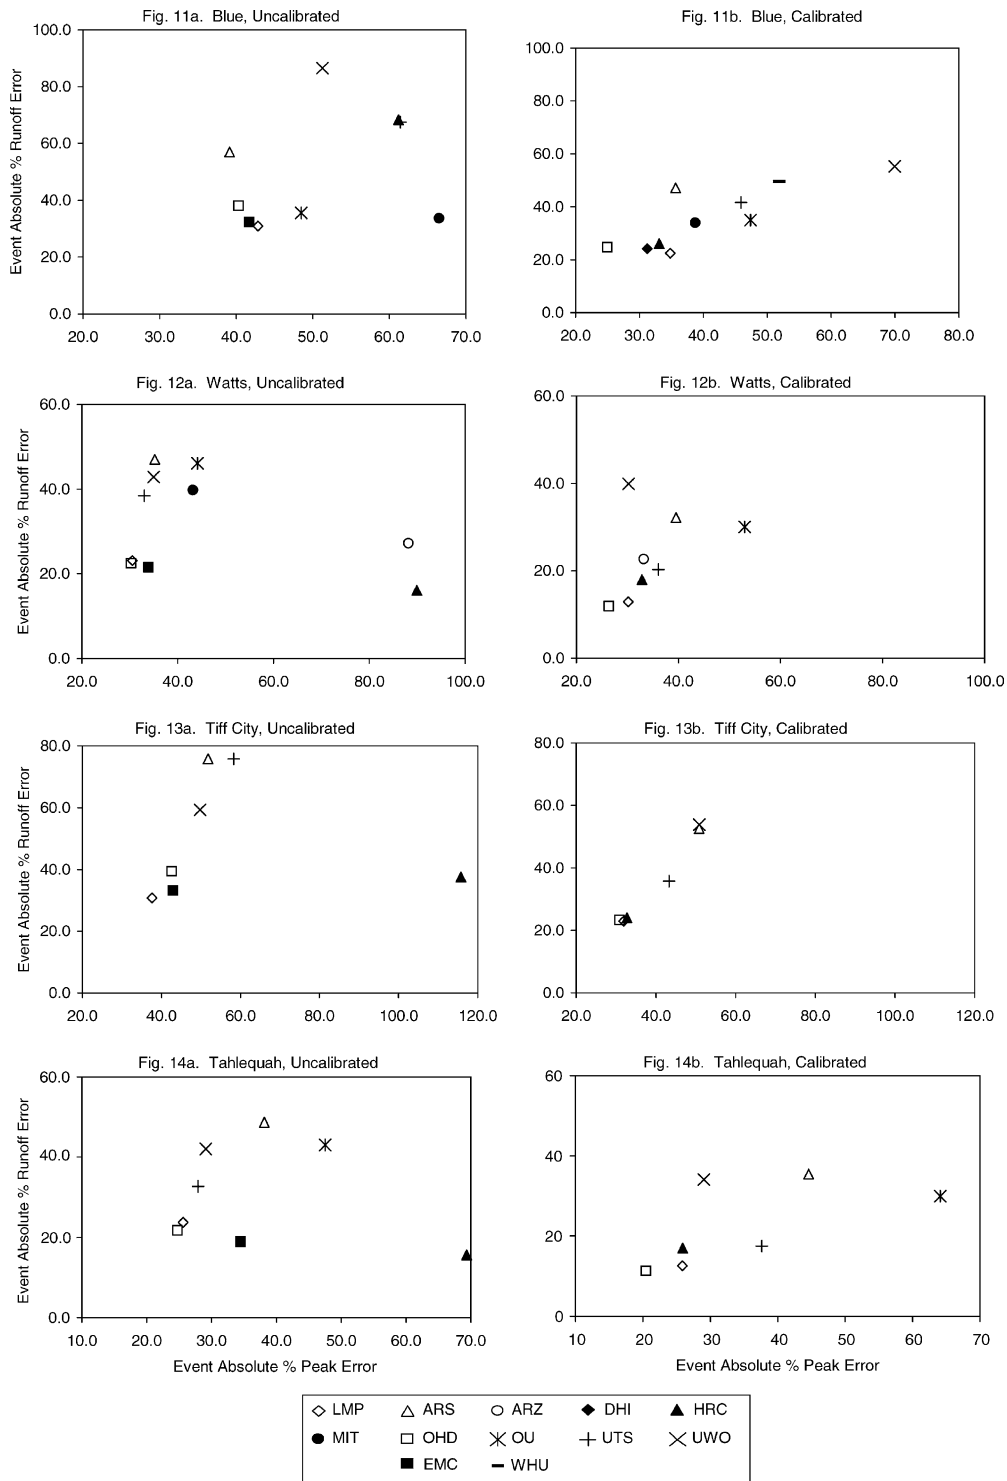 Fig. 11a. Blue, Uncalibrated
Event Absolute % Runoff Error
100.0
80.0
60.0
40.0
20.0
0.0
20.0 30.0 40.0 50.0 60.0 70.0
Fig. 11b. Blue, Calibrated
100.0
80.0
60.0
40.0
20.0
0.0
20.0 30.0 40.0 50.0 60.0 70.0 80.0
Fig. 12a. Watts, Uncalibrated
Event Absolute % Runoff Error
60.0
40.0
20.0
0.0
20.0 40.0 60.0 80.0 100.0
Fig. 12b. Watts, Calibrated
60.0
40.0
20.0
0.0
20.0 40.0 60.0 80.0 100.0
Fig. 13a. Tiff City, Uncalibrated
Event Absolute % Runoff Error
80.0
60.0
40.0
20.0
0.0
20.0 40.0 60.0 80.0 100.0 120.0
Fig. 13b. Tiff City, Calibrated
80.0
60.0
40.0
20.0
0.0
20.0 40.0 60.0 80.0 100.0 120.0
Fig. 14a. Tahlequah, Uncalibrated
Event Absolute % Runoff Error
60.0
40.0
20.0
0.0
10.0 20.0 30.0 40.0 50.0 60.0 70.0
Event Absolute % Peak Error
Fig. 14b. Tahlequah, Calibrated
60
40
20
0
10 20 30 40 50 60 70
Event Absolute % Peak Error
LMP ARS ARZ DHI HRC
MIT OHD OU UTS UWO
EMC WHU